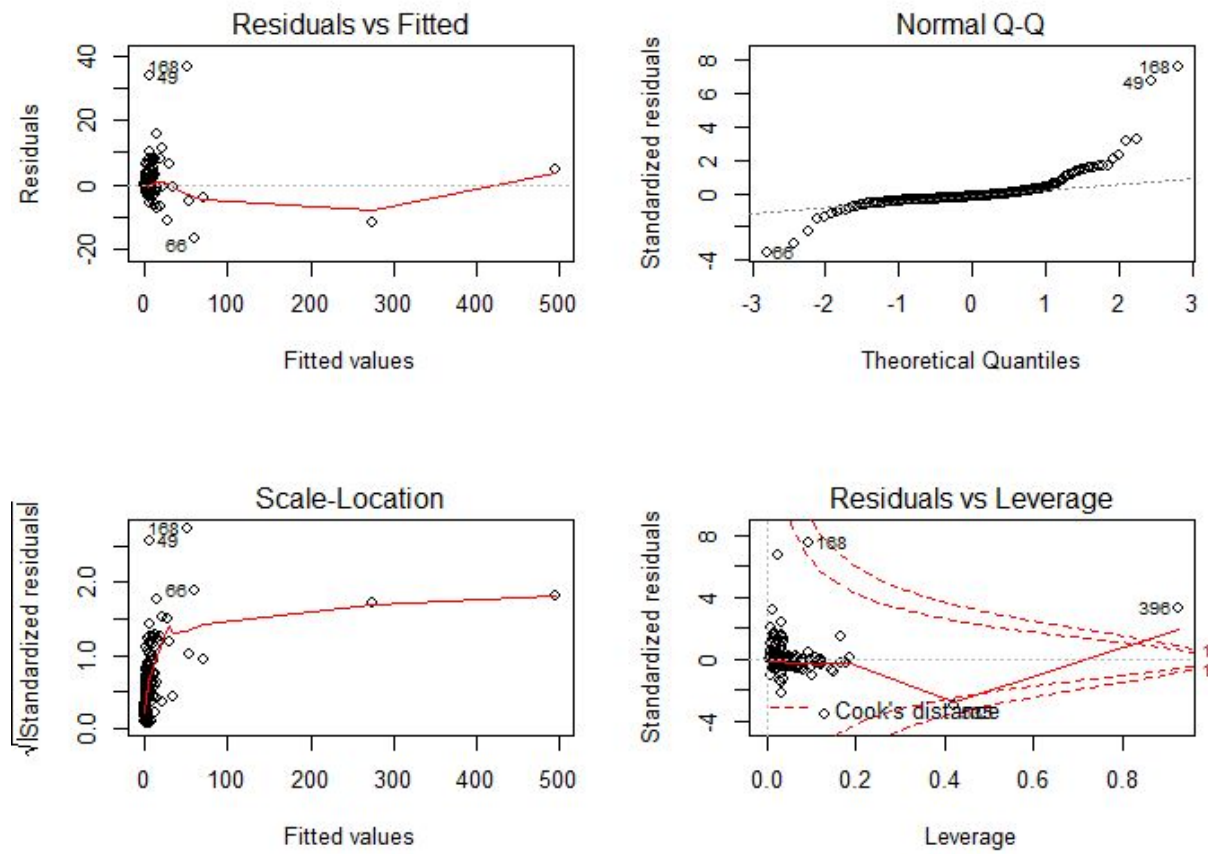 Residuals vs Fitted
Residuals
40
20
0
-20
168
49
66
0 100 200 300 400 500
Fitted values
Normal Q-Q
Standardized residuals
8
6
4
2
0
-4
168
49
66
-3 -2 -1 0 1 2 3
Theoretical Quantiles
Scale-Location
√|Standardized residuals|
2.0
1.0
0.0
168
49
66
0 100 200 300 400 500
Fitted values
Residuals vs Leverage
Standardized residuals
8
4
0
-4
168
396
1
1
Cook's distance
0.0 0.2 0.4 0.6 0.8
Leverage